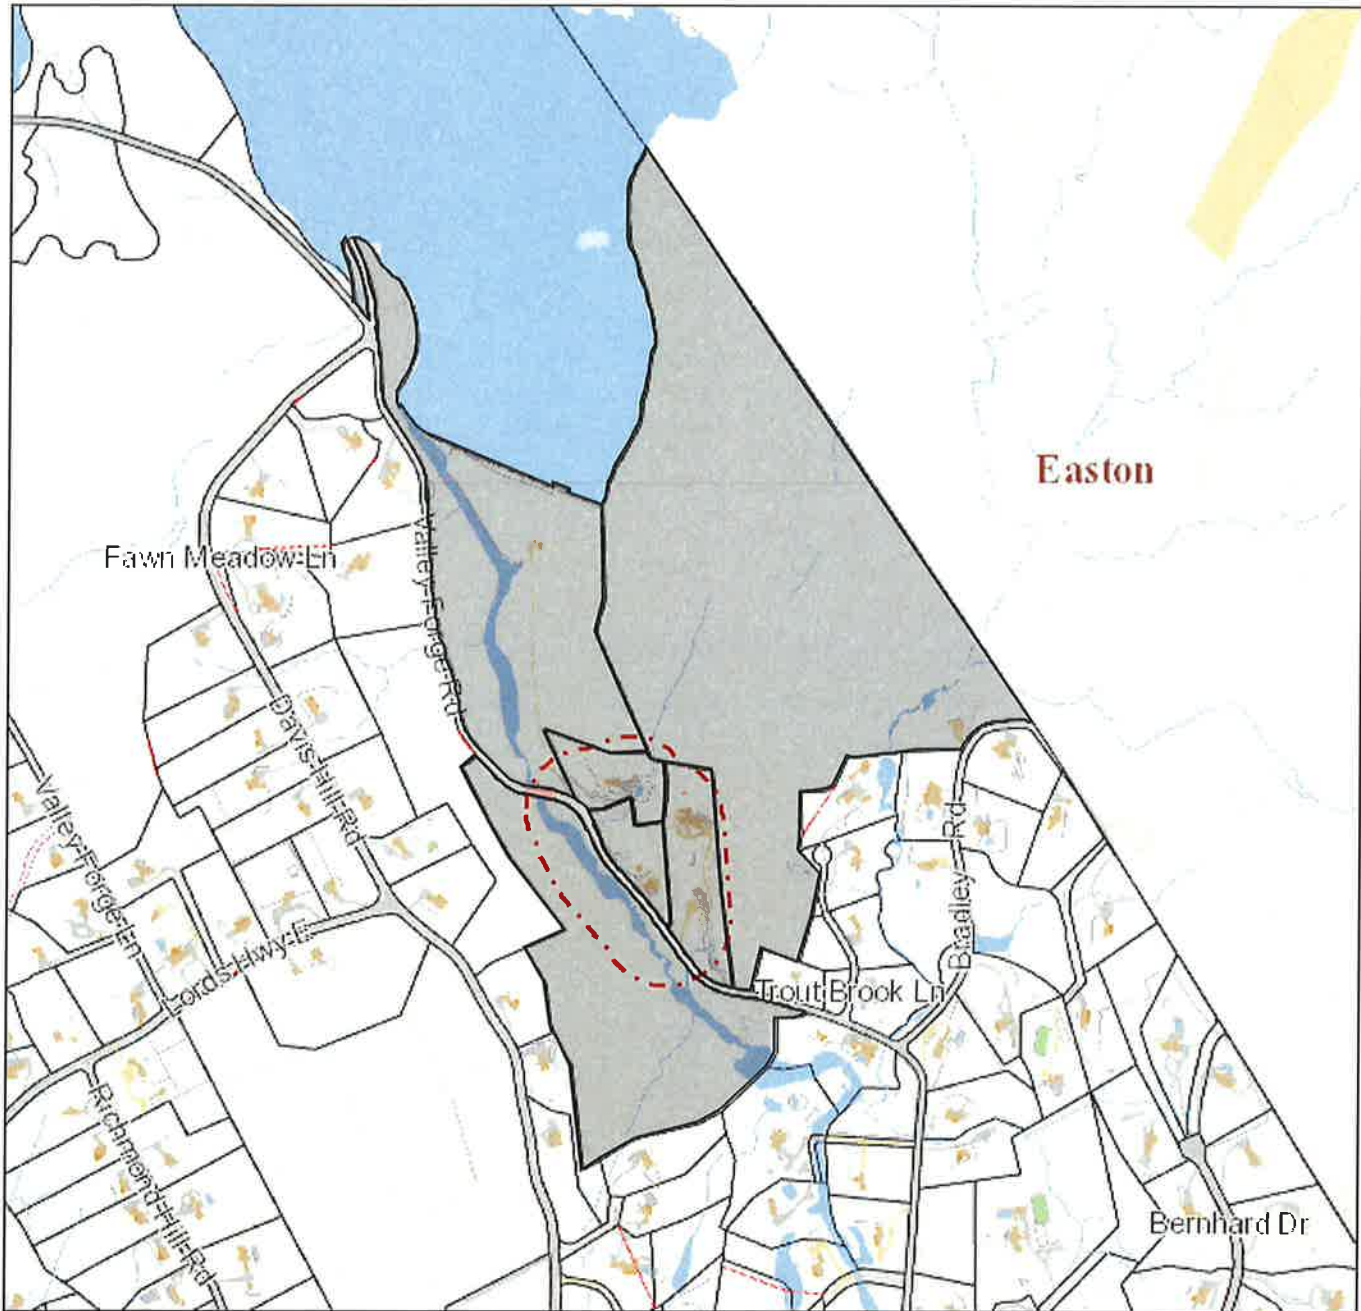 Easton
Fawn Meadow Ln
Valley Forge Rd
Davis Hill Rd
Valley Forge Ln
Lords Hwy E
Bradley Rd
Trout Brook Ln
Richmond Hill Rd
Bernhard Dr